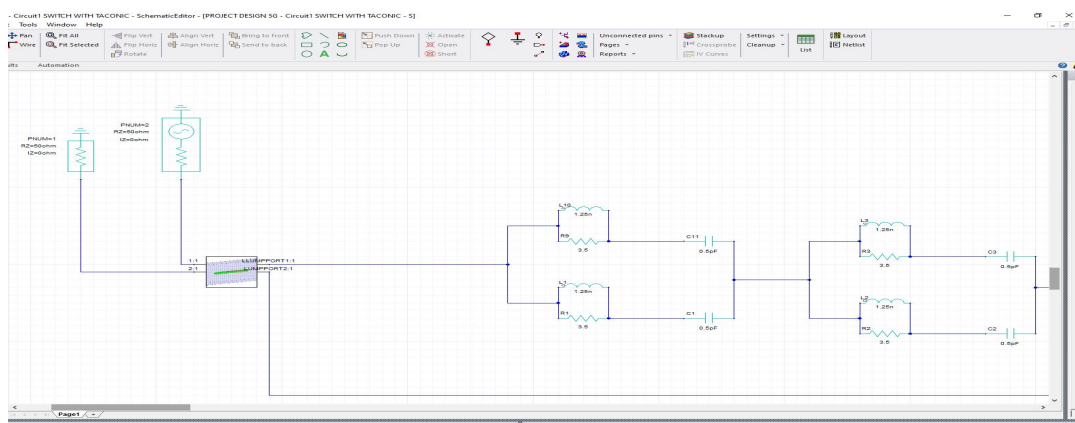 - Circuit1 SWITCH WITH TACONIC - SchematicEditor - [PROJECT DESIGN 5G - Circuit1 SWITCH WITH TACONIC - S]
Tools Window Help
Pan Fit All Flip Vert Align Vert Bring to front Push Down Activate Unconnected pins Stackup Settings Layout
Wire Fit Selected Flip Horiz Align Horiz Send to back Pop Up Open Pages Crossprobe Cleanup List Netlist
Rotate Short Reports IV Curves
ults Automation
PNUM=2
RZ=50ohm
IZ=0ohm
PNUM=1
RZ=50ohm
IZ=0ohm
1:1 LLUMPPORT1:1
2:1 LUMPPORT2:1
L10
1.25n
R9
3.5
C11
0.5pF
L1
1.25n
R1
3.5
C1
0.5pF
L3
1.25n
R3
3.5
C3
0.5pF
L2
1.25n
R2
3.5
C2
0.5pF
Page1 +